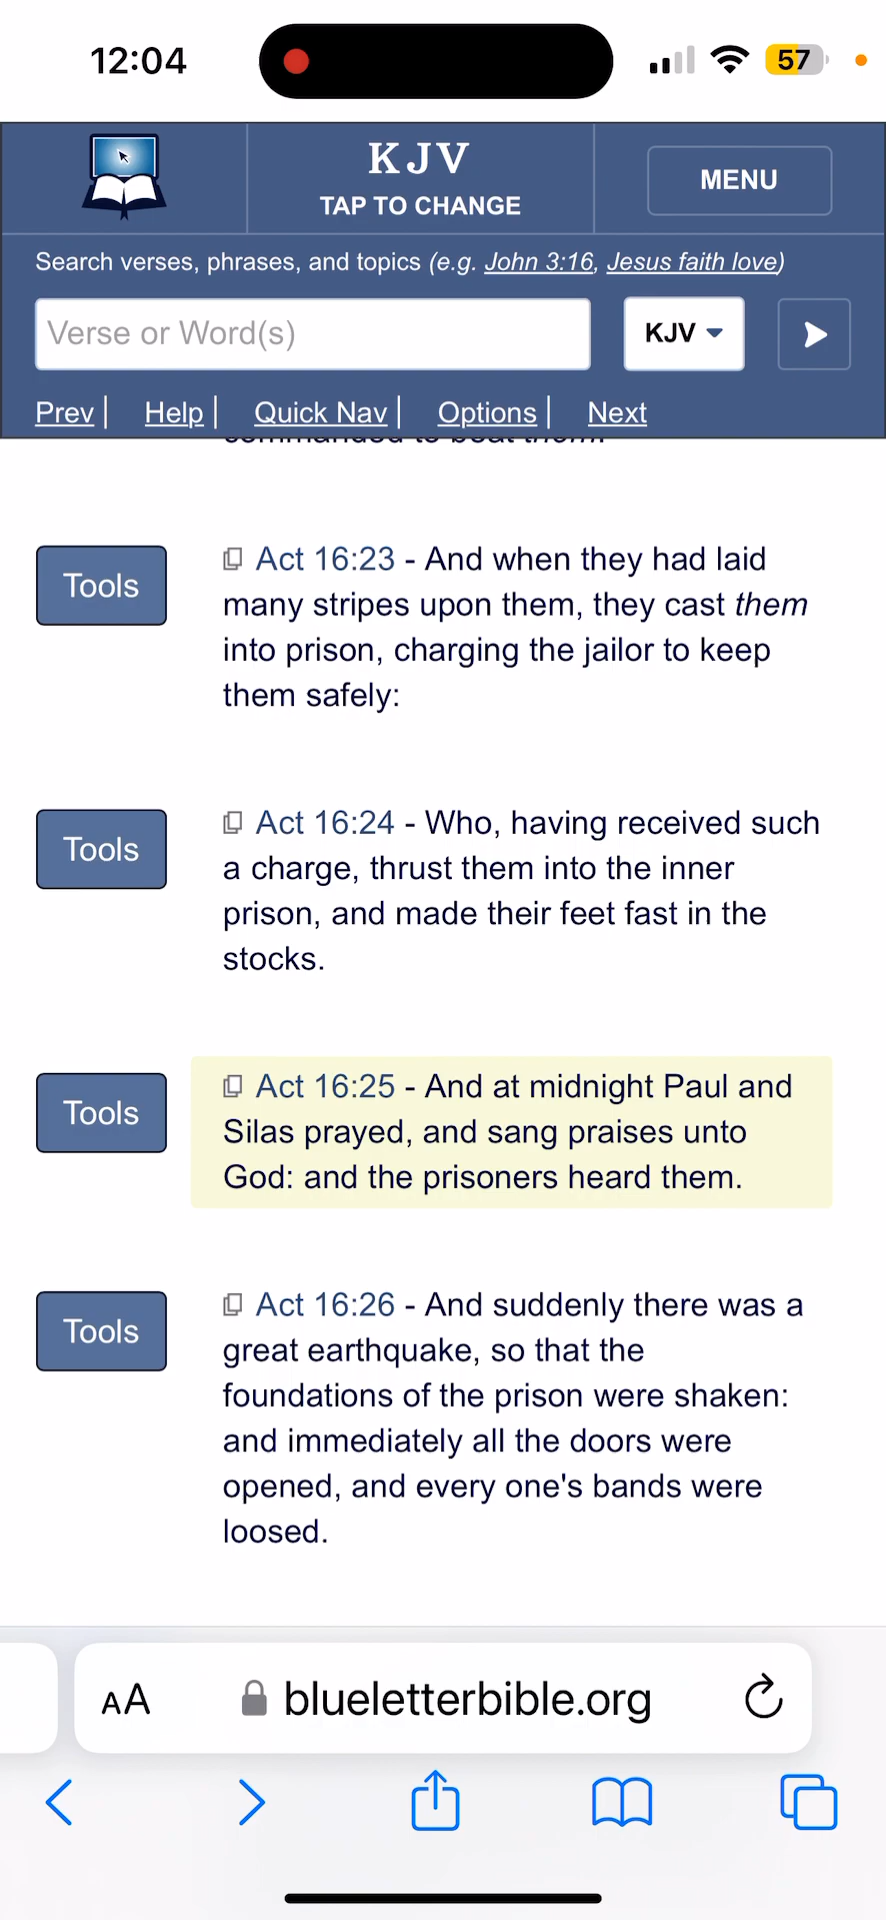 12:04
57
KJV
TAP TO CHANGE
MENU
Search verses, phrases, and topics (e.g. John 3:16, Jesus faith love)
Verse or Word(s)
KJV
Prev | Help | Quick Nav | Options | Next
commanded to beat them.
Tools
Act 16:23 - And when they had laid
many stripes upon them, they cast them
into prison, charging the jailor to keep
them safely:
Tools
Act 16:24 - Who, having received such
a charge, thrust them into the inner
prison, and made their feet fast in the
stocks.
Tools
Act 16:25 - And at midnight Paul and
Silas prayed, and sang praises unto
God: and the prisoners heard them.
Tools
Act 16:26 - And suddenly there was a
great earthquake, so that the
foundations of the prison were shaken:
and immediately all the doors were
opened, and every one's bands were
loosed.
AA blueletterbible.org